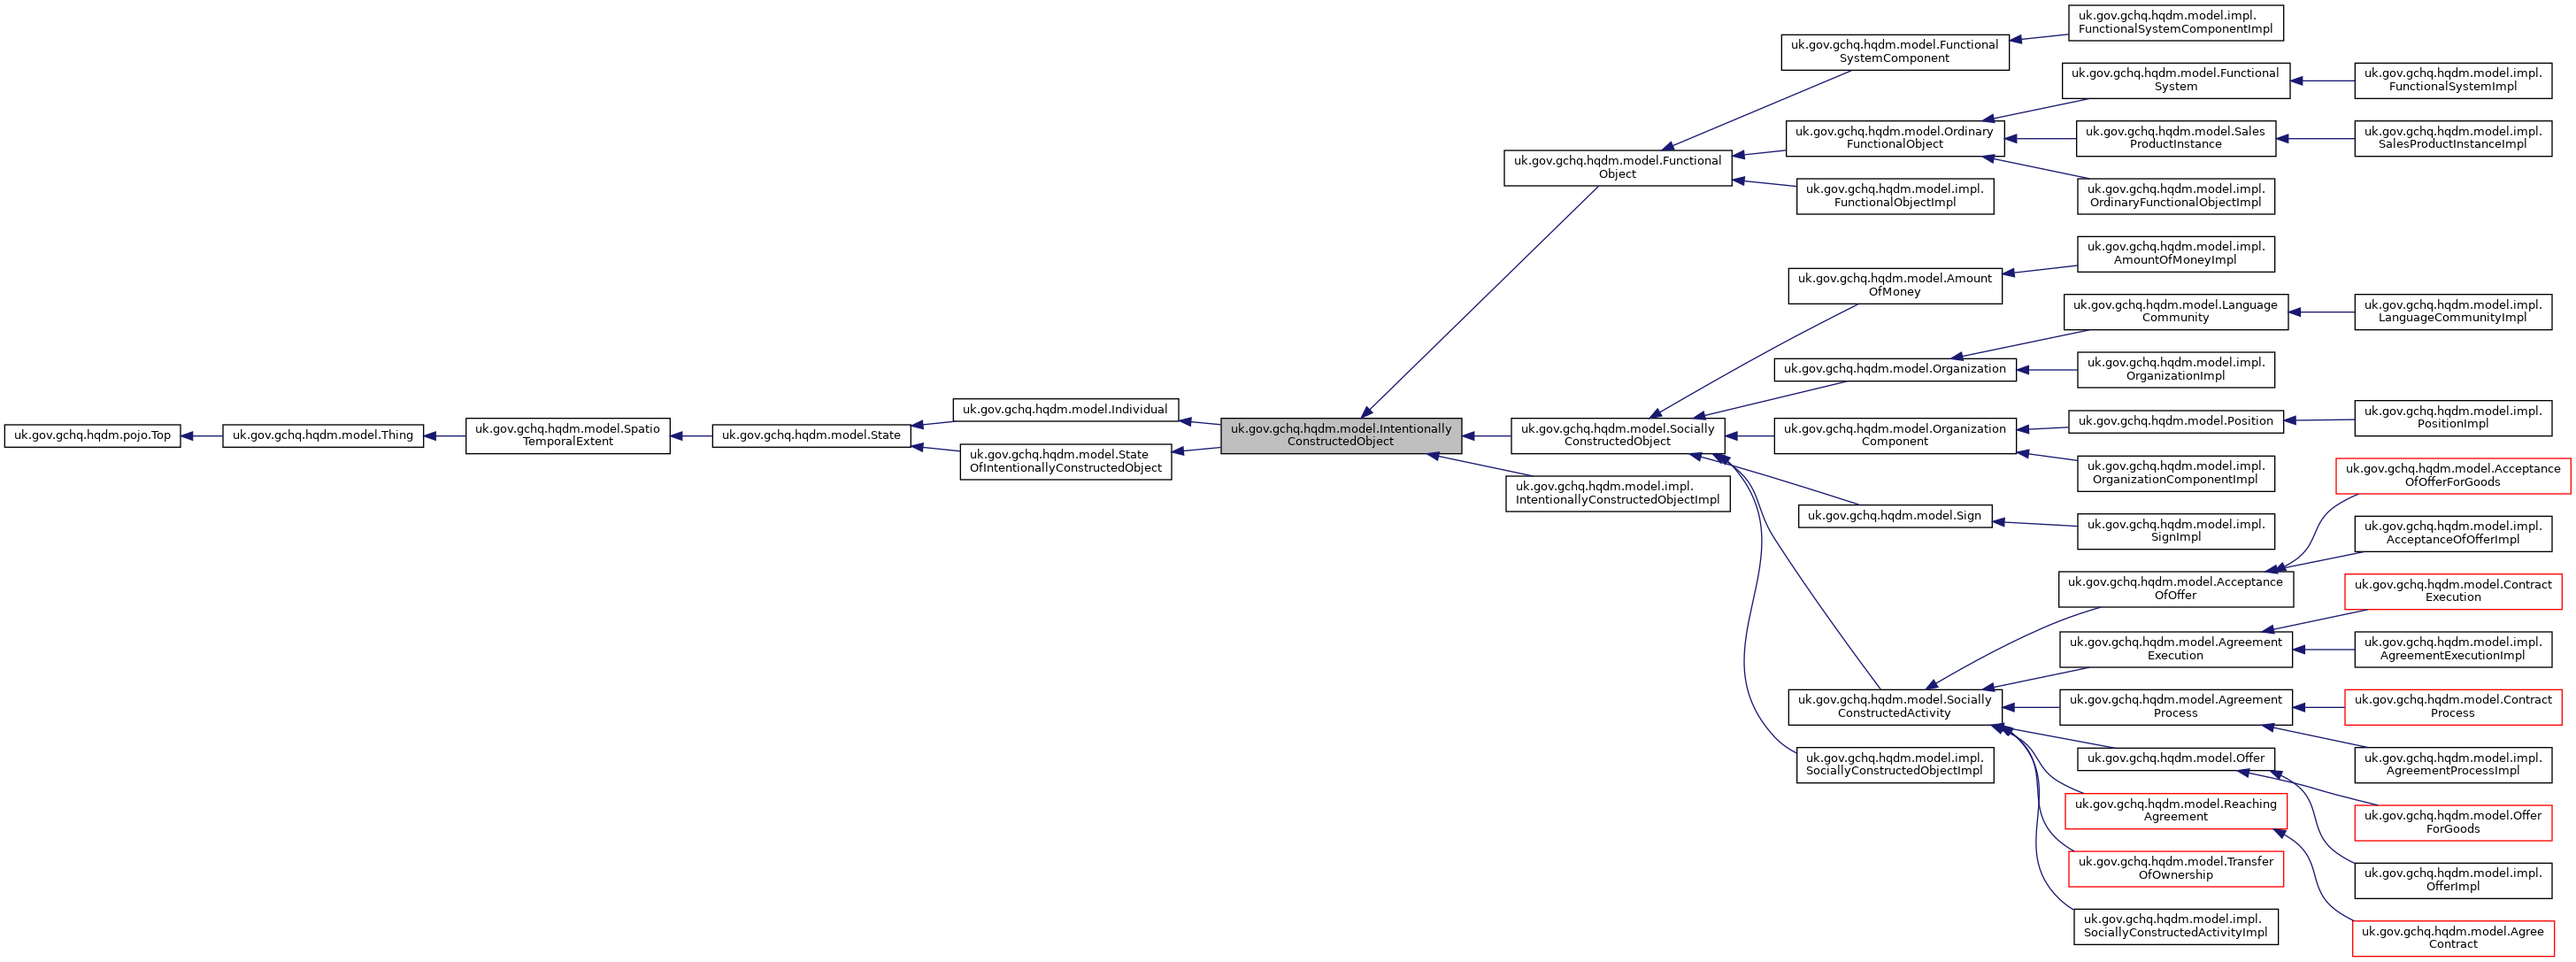 uk.gov.gchq.hqdm.pojo.Top
uk.gov.gchq.hqdm.model.Thing
uk.gov.gchq.hqdm.model.Spatio
TemporalExtent
uk.gov.gchq.hqdm.model.State
uk.gov.gchq.hqdm.model.Individual
uk.gov.gchq.hqdm.model.State
OfIntentionallyConstructedObject
uk.gov.gchq.hqdm.model.Intentionally
ConstructedObject
uk.gov.gchq.hqdm.model.Functional
Object
uk.gov.gchq.hqdm.model.Socially
ConstructedObject
uk.gov.gchq.hqdm.model.impl.
IntentionallyConstructedObjectImpl
uk.gov.gchq.hqdm.model.Functional
SystemComponent
uk.gov.gchq.hqdm.model.Ordinary
FunctionalObject
uk.gov.gchq.hqdm.model.impl.
FunctionalObjectImpl
uk.gov.gchq.hqdm.model.Amount
OfMoney
uk.gov.gchq.hqdm.model.Organization
uk.gov.gchq.hqdm.model.Organization
Component
uk.gov.gchq.hqdm.model.Sign
uk.gov.gchq.hqdm.model.Socially
ConstructedActivity
uk.gov.gchq.hqdm.model.impl.
SociallyConstructedObjectImpl
uk.gov.gchq.hqdm.model.impl.
FunctionalSystemComponentImpl
uk.gov.gchq.hqdm.model.Functional
System
uk.gov.gchq.hqdm.model.Sales
ProductInstance
uk.gov.gchq.hqdm.model.impl.
OrdinaryFunctionalObjectImpl
uk.gov.gchq.hqdm.model.impl.
AmountOfMoneyImpl
uk.gov.gchq.hqdm.model.Language
Community
uk.gov.gchq.hqdm.model.impl.
OrganizationImpl
uk.gov.gchq.hqdm.model.Position
uk.gov.gchq.hqdm.model.impl.
OrganizationComponentImpl
uk.gov.gchq.hqdm.model.impl.
SignImpl
uk.gov.gchq.hqdm.model.Acceptance
OfOffer
uk.gov.gchq.hqdm.model.Agreement
Execution
uk.gov.gchq.hqdm.model.Agreement
Process
uk.gov.gchq.hqdm.model.Offer
uk.gov.gchq.hqdm.model.Reaching
Agreement
uk.gov.gchq.hqdm.model.Transfer
OfOwnership
uk.gov.gchq.hqdm.model.impl.
SociallyConstructedActivityImpl
uk.gov.gchq.hqdm.model.impl.
FunctionalSystemImpl
uk.gov.gchq.hqdm.model.impl.
SalesProductInstanceImpl
uk.gov.gchq.hqdm.model.impl.
LanguageCommunityImpl
uk.gov.gchq.hqdm.model.impl.
PositionImpl
uk.gov.gchq.hqdm.model.Acceptance
OfOfferForGoods
uk.gov.gchq.hqdm.model.impl.
AcceptanceOfOfferImpl
uk.gov.gchq.hqdm.model.Contract
Execution
uk.gov.gchq.hqdm.model.impl.
AgreementExecutionImpl
uk.gov.gchq.hqdm.model.Contract
Process
uk.gov.gchq.hqdm.model.impl.
AgreementProcessImpl
uk.gov.gchq.hqdm.model.Offer
ForGoods
uk.gov.gchq.hqdm.model.impl.
OfferImpl
uk.gov.gchq.hqdm.model.Agree
Contract